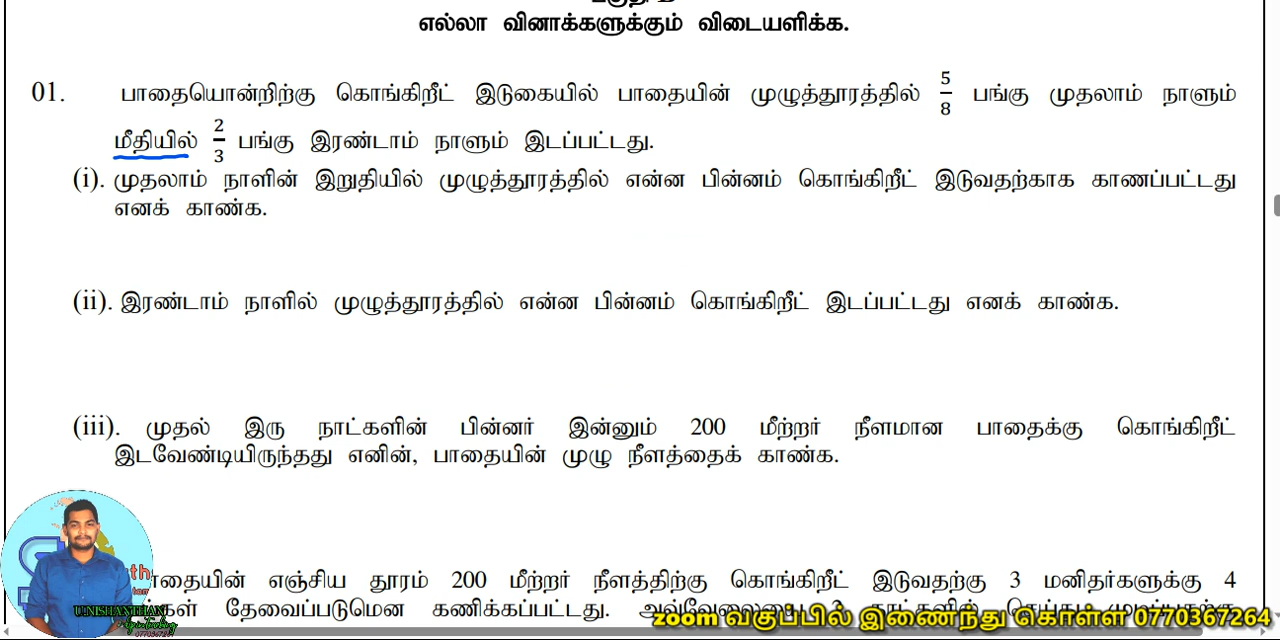 எல்லா வினாக்களுக்கும் விடையளிக்க.
01. பாதையொன்றிற்கு கொங்கிறீட் இடுகையில் பாதையின் முழுத்தூரத்தில் 5/8 பங்கு முதலாம் நாளும்
மீதியில் 2/3 பங்கு இரண்டாம் நாளும் இடப்பட்டது.
(i). முதலாம் நாளின் இறுதியில் முழுத்தூரத்தில் என்ன பின்னம் கொங்கிறீட் இடுவதற்காக காணப்பட்டது
எனக் காண்க.
(ii). இரண்டாம் நாளில் முழுத்தூரத்தில் என்ன பின்னம் கொங்கிறீட் இடப்பட்டது எனக் காண்க.
(iii). முதல் இரு நாட்களின் பின்னர் இன்னும் 200 மீற்றர் நீளமான பாதைக்கு கொங்கிறீட்
இடவேண்டியிருந்தது எனின், பாதையின் முழு நீளத்தைக் காண்க.
எஞ்சிய தூரம் 200 மீற்றர் நீளத்திற்கு கொங்கிறீட் இடுவதற்கு 3 மனிதர்களுக்கு 4
தேவைப்படுமென கணிக்கப்பட்டது.
zoom வகுப்பில் இணைந்து கொள்ள 0770367264
U.NISHANTHAN
0770367264